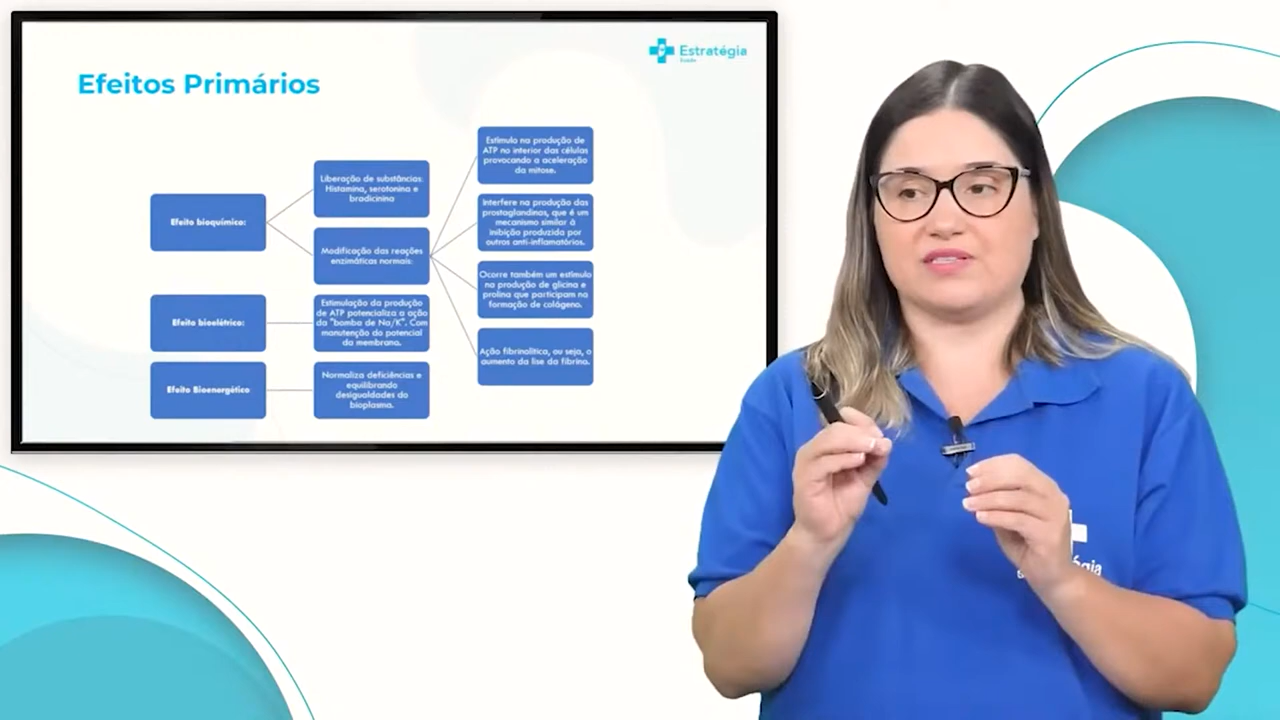 Estratégia
Saúde
Efeitos Primários
Efeito bioquímico:
Liberação de substâncias:
Histamina, serotonina e
bradicinina
Modificação das reações
enzimáticas normais:
Estímulo na produção de
ATP no interior das células
provocando a aceleração
da mitose.
Interfere na produção das
prostaglandinas, que é um
mecanismo similar à
inibição produzida por
outros anti-inflamatórios.
Ocorre também um estímulo
na produção de glicina e
prolina que participam na
formação de colágeno.
Ação fibrinolítica, ou seja, o
aumento da lise da fibrina.
Efeito bioelétrico:
Estimulação da produção
de ATP potencializa a ação
da "bomba de Na/K". Com
manutenção do potencial
da membrana.
Efeito Bioenergético
Normaliza deficiências e
equilibrando
desigualdades do
bioplasma.